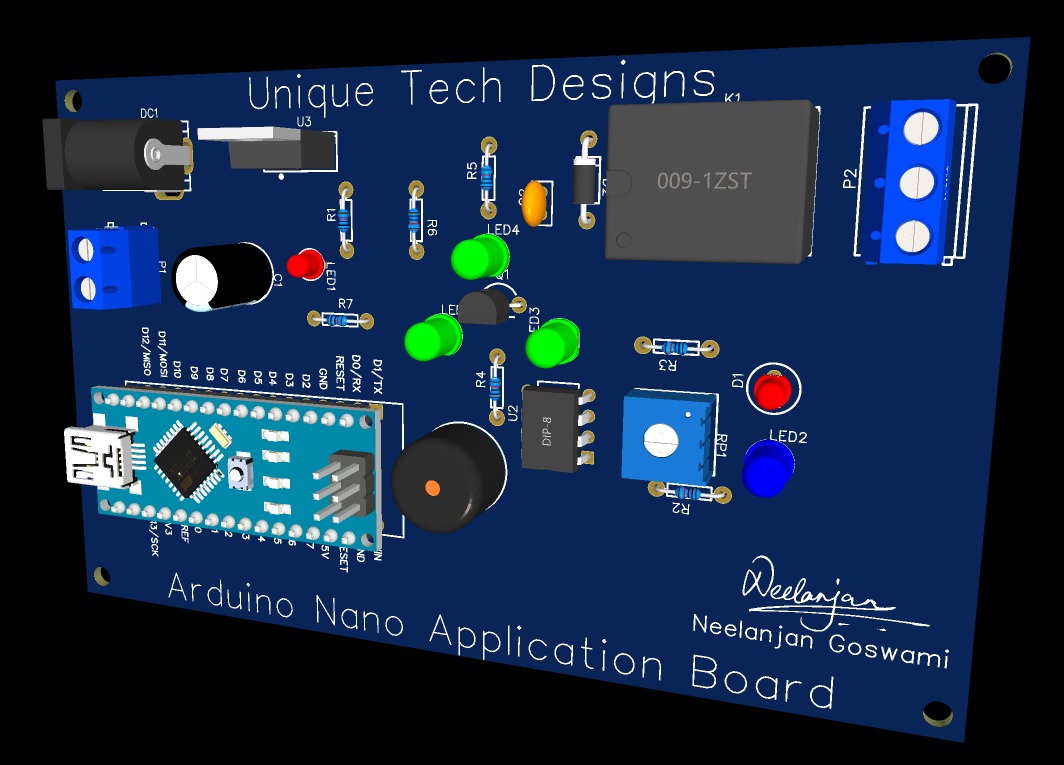 Unique Tech Designs
DC1
U3
K1
009-1ZST
P2
R5
R1
R6
LED4
P1
C1
LED1
R7
LED3
R3
D1
R4
U2
DIP-8
RP1
LED2
R2
D12/MISO
D11/MOSI
D10
D9
D8
D7
D6
D5
D4
D3
D2
GND
RESET
D0/RX
D1/TX
REF
5V
RESET
Neelanjan
Neelanjan Goswami
Arduino Nano Application Board